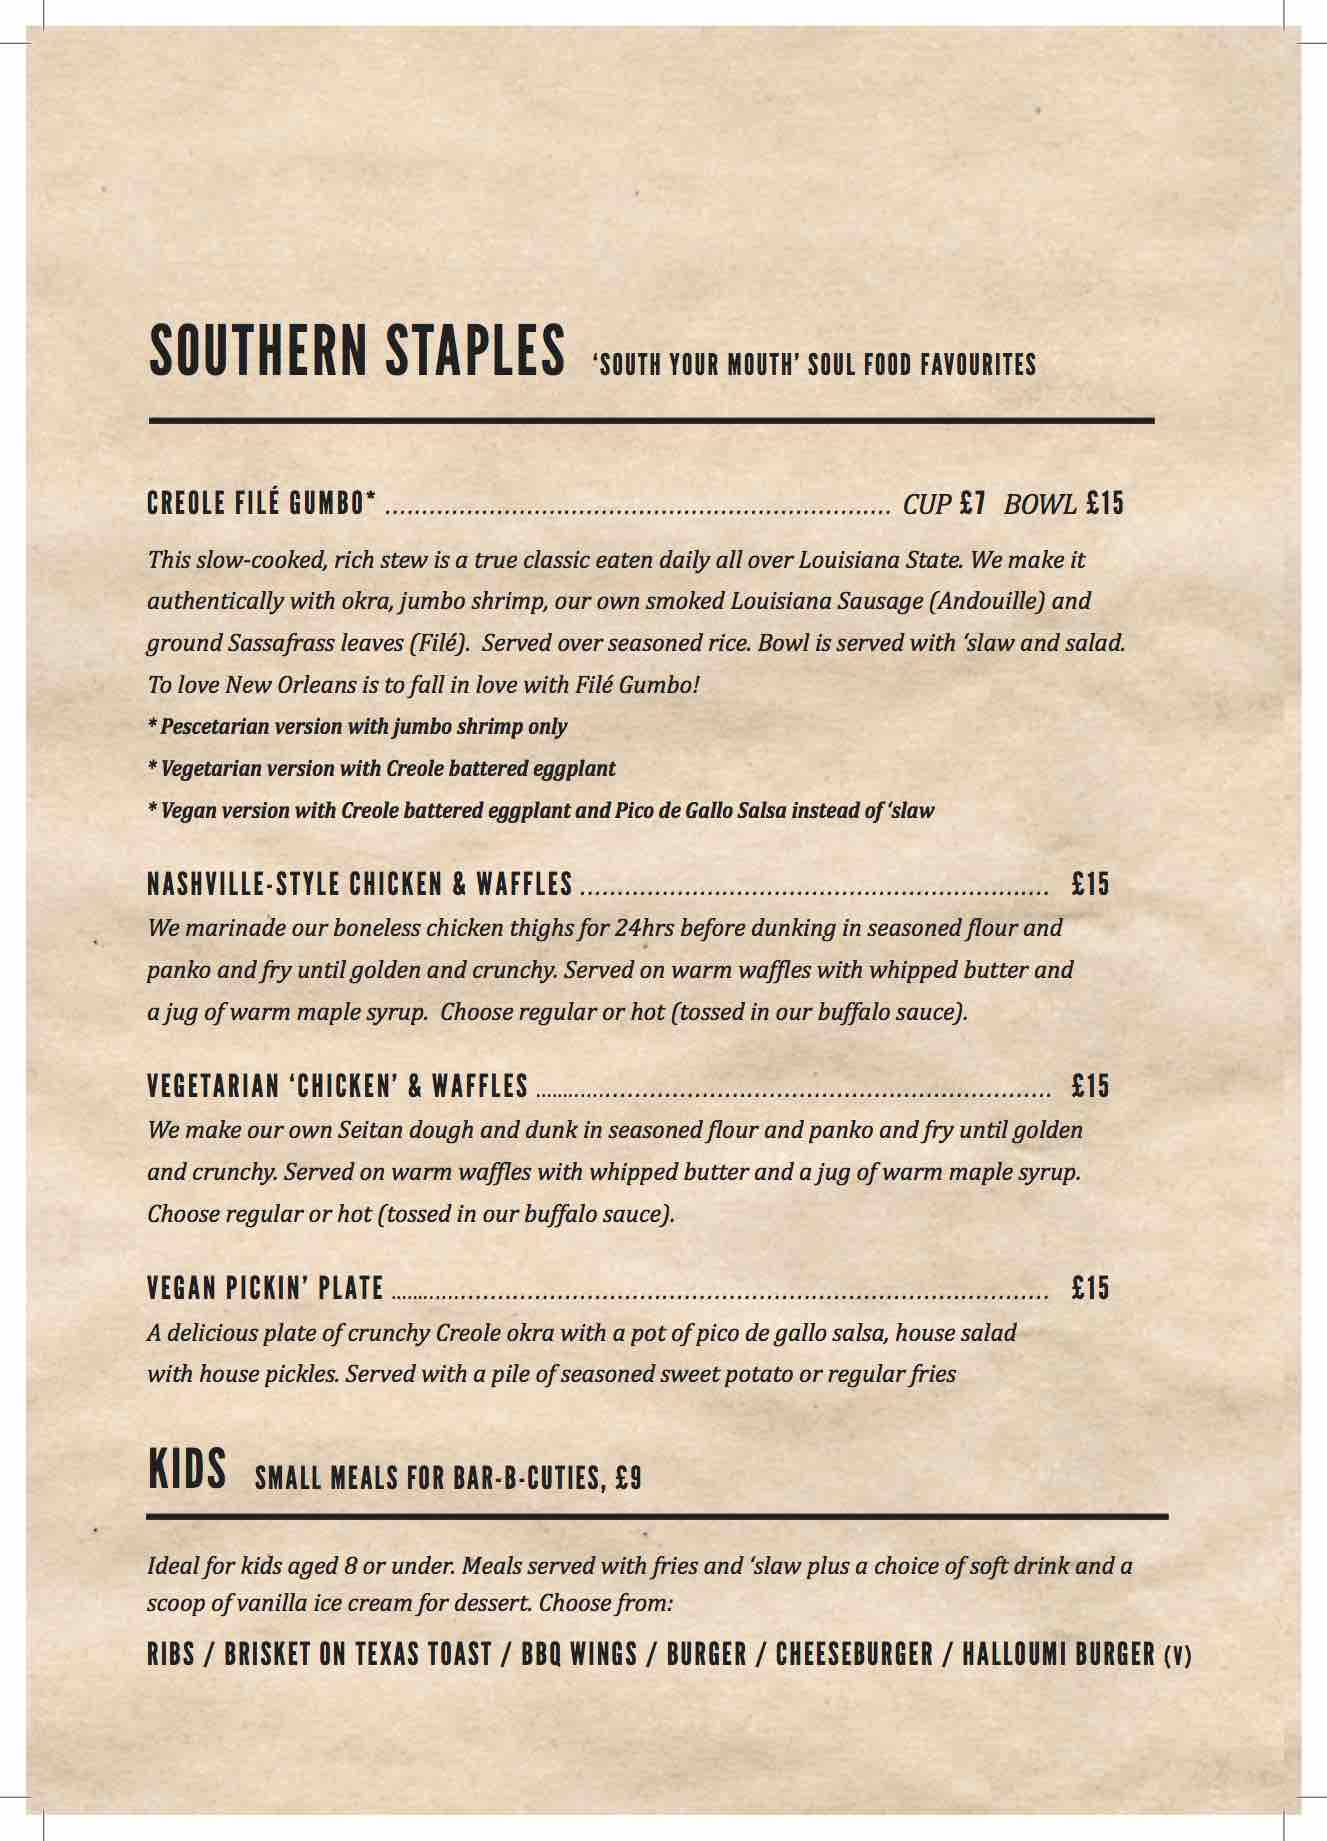 SOUTHERN STAPLES ‘SOUTH YOUR MOUTH’ SOUL FOOD FAVOURITES
CREOLE FILÉ GUMBO* ........ CUP £7 BOWL £15
This slow-cooked, rich stew is a true classic eaten daily all over Louisiana State. We make it
authentically with okra, jumbo shrimp, our own smoked Louisiana Sausage (Andouille) and
ground Sassafrass leaves (Filé). Served over seasoned rice. Bowl is served with ‘slaw and salad.
To love New Orleans is to fall in love with Filé Gumbo!
* Pescetarian version with jumbo shrimp only
* Vegetarian version with Creole battered eggplant
* Vegan version with Creole battered eggplant and Pico de Gallo Salsa instead of ‘slaw
NASHVILLE-STYLE CHICKEN & WAFFLES ........ £15
We marinade our boneless chicken thighs for 24hrs before dunking in seasoned flour and
panko and fry until golden and crunchy. Served on warm waffles with whipped butter and
a jug of warm maple syrup. Choose regular or hot (tossed in our buffalo sauce).
VEGETARIAN ‘CHICKEN’ & WAFFLES ........ £15
We make our own Seitan dough and dunk in seasoned flour and panko and fry until golden
and crunchy. Served on warm waffles with whipped butter and a jug of warm maple syrup.
Choose regular or hot (tossed in our buffalo sauce).
VEGAN PICKIN’ PLATE ........ £15
A delicious plate of crunchy Creole okra with a pot of pico de gallo salsa, house salad
with house pickles. Served with a pile of seasoned sweet potato or regular fries
KIDS SMALL MEALS FOR BAR-B-CUTIES, £9
Ideal for kids aged 8 or under. Meals served with fries and ‘slaw plus a choice of soft drink and a
scoop of vanilla ice cream for dessert. Choose from:
RIBS / BRISKET ON TEXAS TOAST / BBQ WINGS / BURGER / CHEESEBURGER / HALLOUMI BURGER (V)